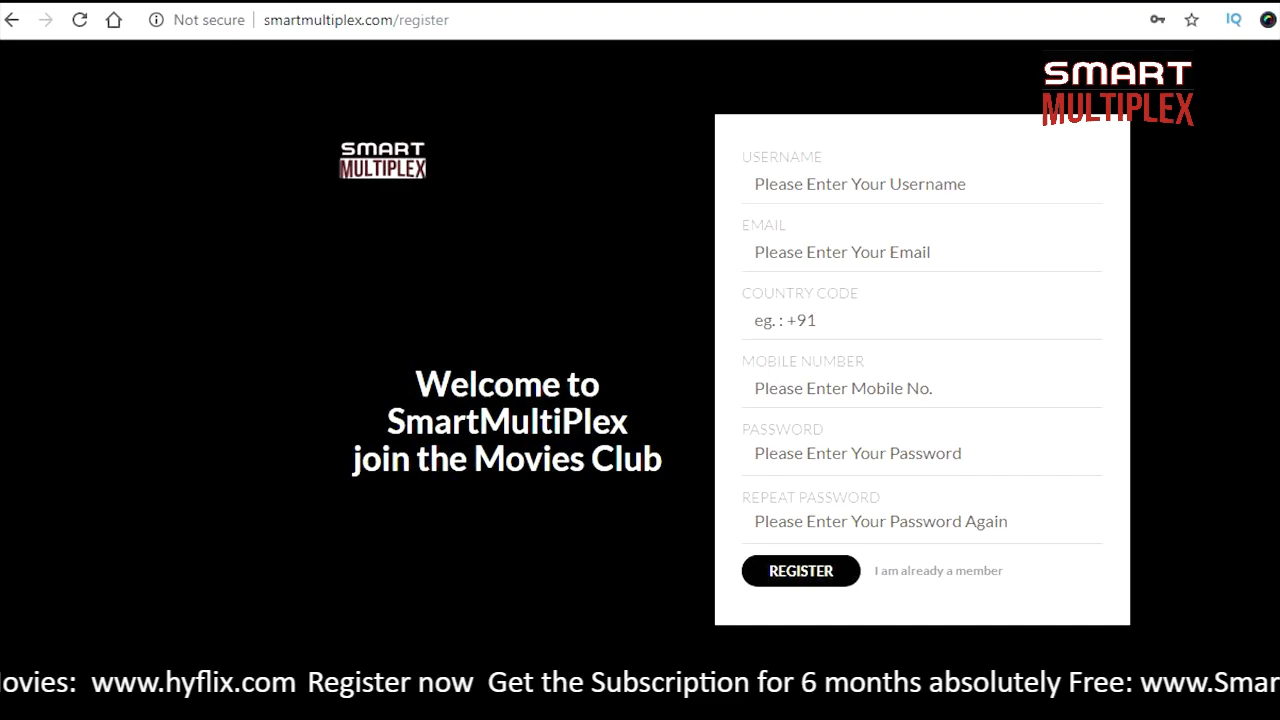 Not secure | smartmultiplex.com/register
IQ
SMART
MULTIPLEX
SMART
MULTIPLEX
Welcome to
SmartMultiPlex
join the Movies Club
USERNAME
Please Enter Your Username
EMAIL
Please Enter Your Email
COUNTRY CODE
eg. : +91
MOBILE NUMBER
Please Enter Mobile No.
PASSWORD
Please Enter Your Password
REPEAT PASSWORD
Please Enter Your Password Again
REGISTER I am already a member
ovies: www.hyflix.com Register now Get the Subscription for 6 months absolutely Free: www.Smar